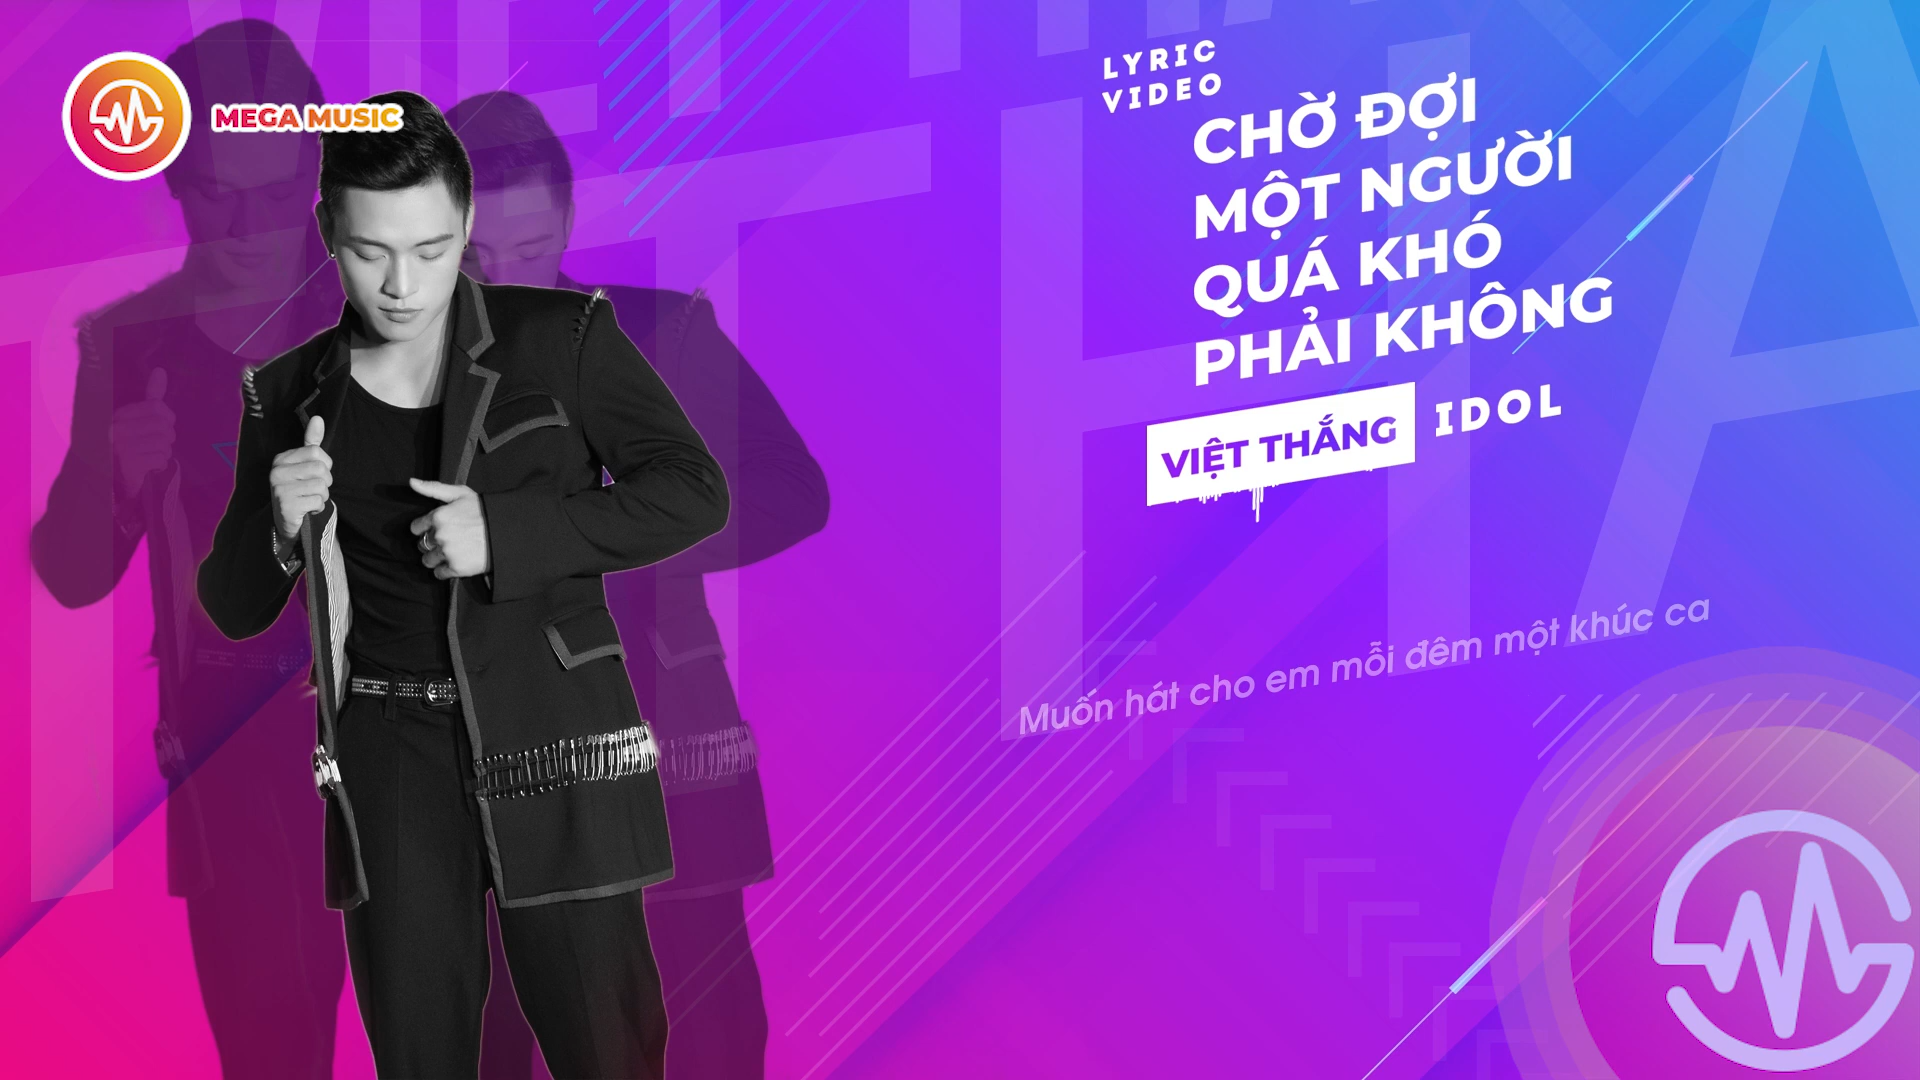 MEGA MUSIC
LYRIC
VIDEO
CHỜ ĐỢI
MỘT NGƯỜI
QUÁ KHÓ
PHẢI KHÔNG
VIỆT THẮNG IDOL
Muốn hát cho em mỗi đêm một khúc ca